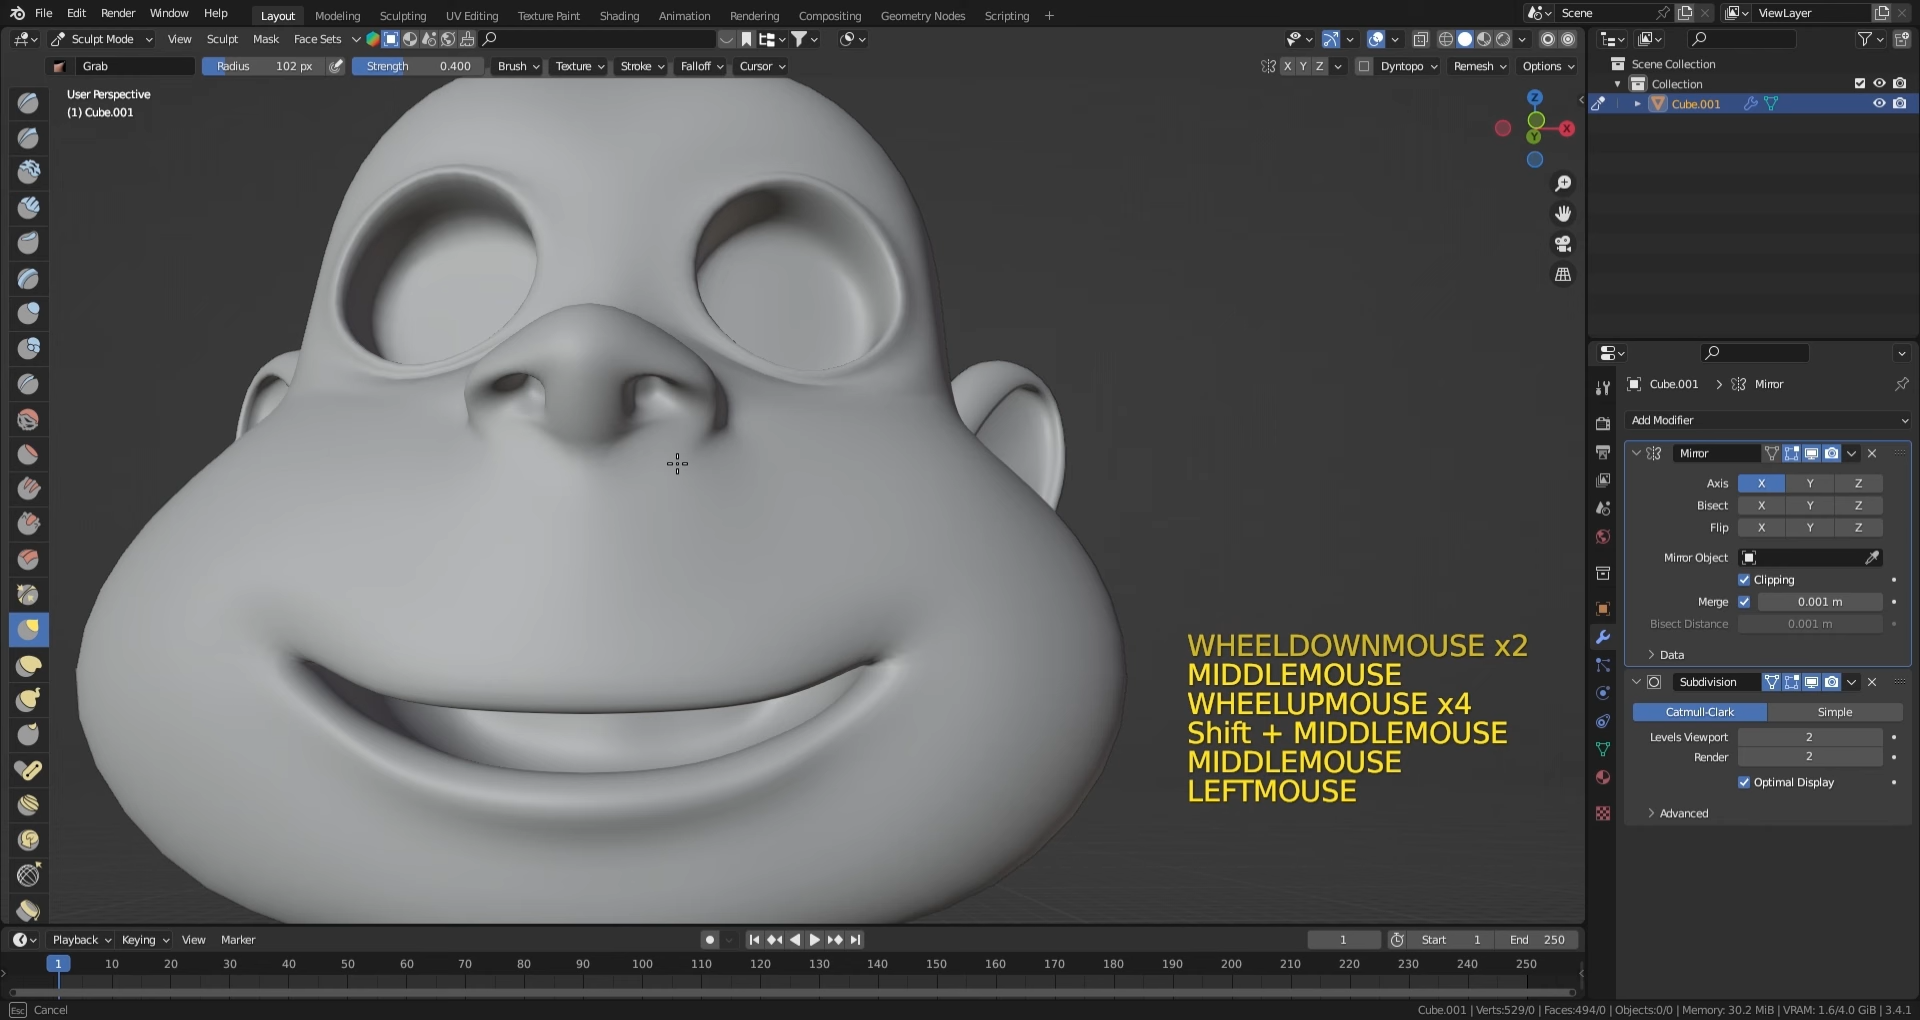 File Edit Render Window Help Layout Modeling Sculpting UV Editing Texture Paint Shading Animation Rendering Compositing Geometry Nodes Scripting + Scene ViewLayer
Sculpt Mode View Sculpt Mask Face Sets
Grab Radius 102 px Strength 0.400 Brush Texture Stroke Falloff Cursor X Y Z Dyntopo Remesh Options
User Perspective
(1) Cube.001
Z
X
Y
Scene Collection
Collection
Cube.001
Cube.001 > Mirror
Add Modifier
Mirror
Axis X Y Z
Bisect X Y Z
Flip X Y Z
Mirror Object
Clipping
Merge 0.001 m
Bisect Distance 0.001 m
Data
Subdivision
Catmull-Clark Simple
Levels Viewport 2
Render 2
Optimal Display
Advanced
WHEELDOWNMOUSE x2
MIDDLEMOUSE
WHEELUPMOUSE x4
Shift + MIDDLEMOUSE
MIDDLEMOUSE
LEFTMOUSE
Playback Keying View Marker 1 Start 1 End 250
1 10 20 30 40 50 60 70 80 90 100 110 120 130 140 150 160 170 180 190 200 210 220 230 240 250
Esc Cancel Cube.001 | Verts:529/0 | Faces:494/0 | Objects:0/0 | Memory: 30.2 MiB | VRAM: 1.6/4.0 GiB | 3.4.1